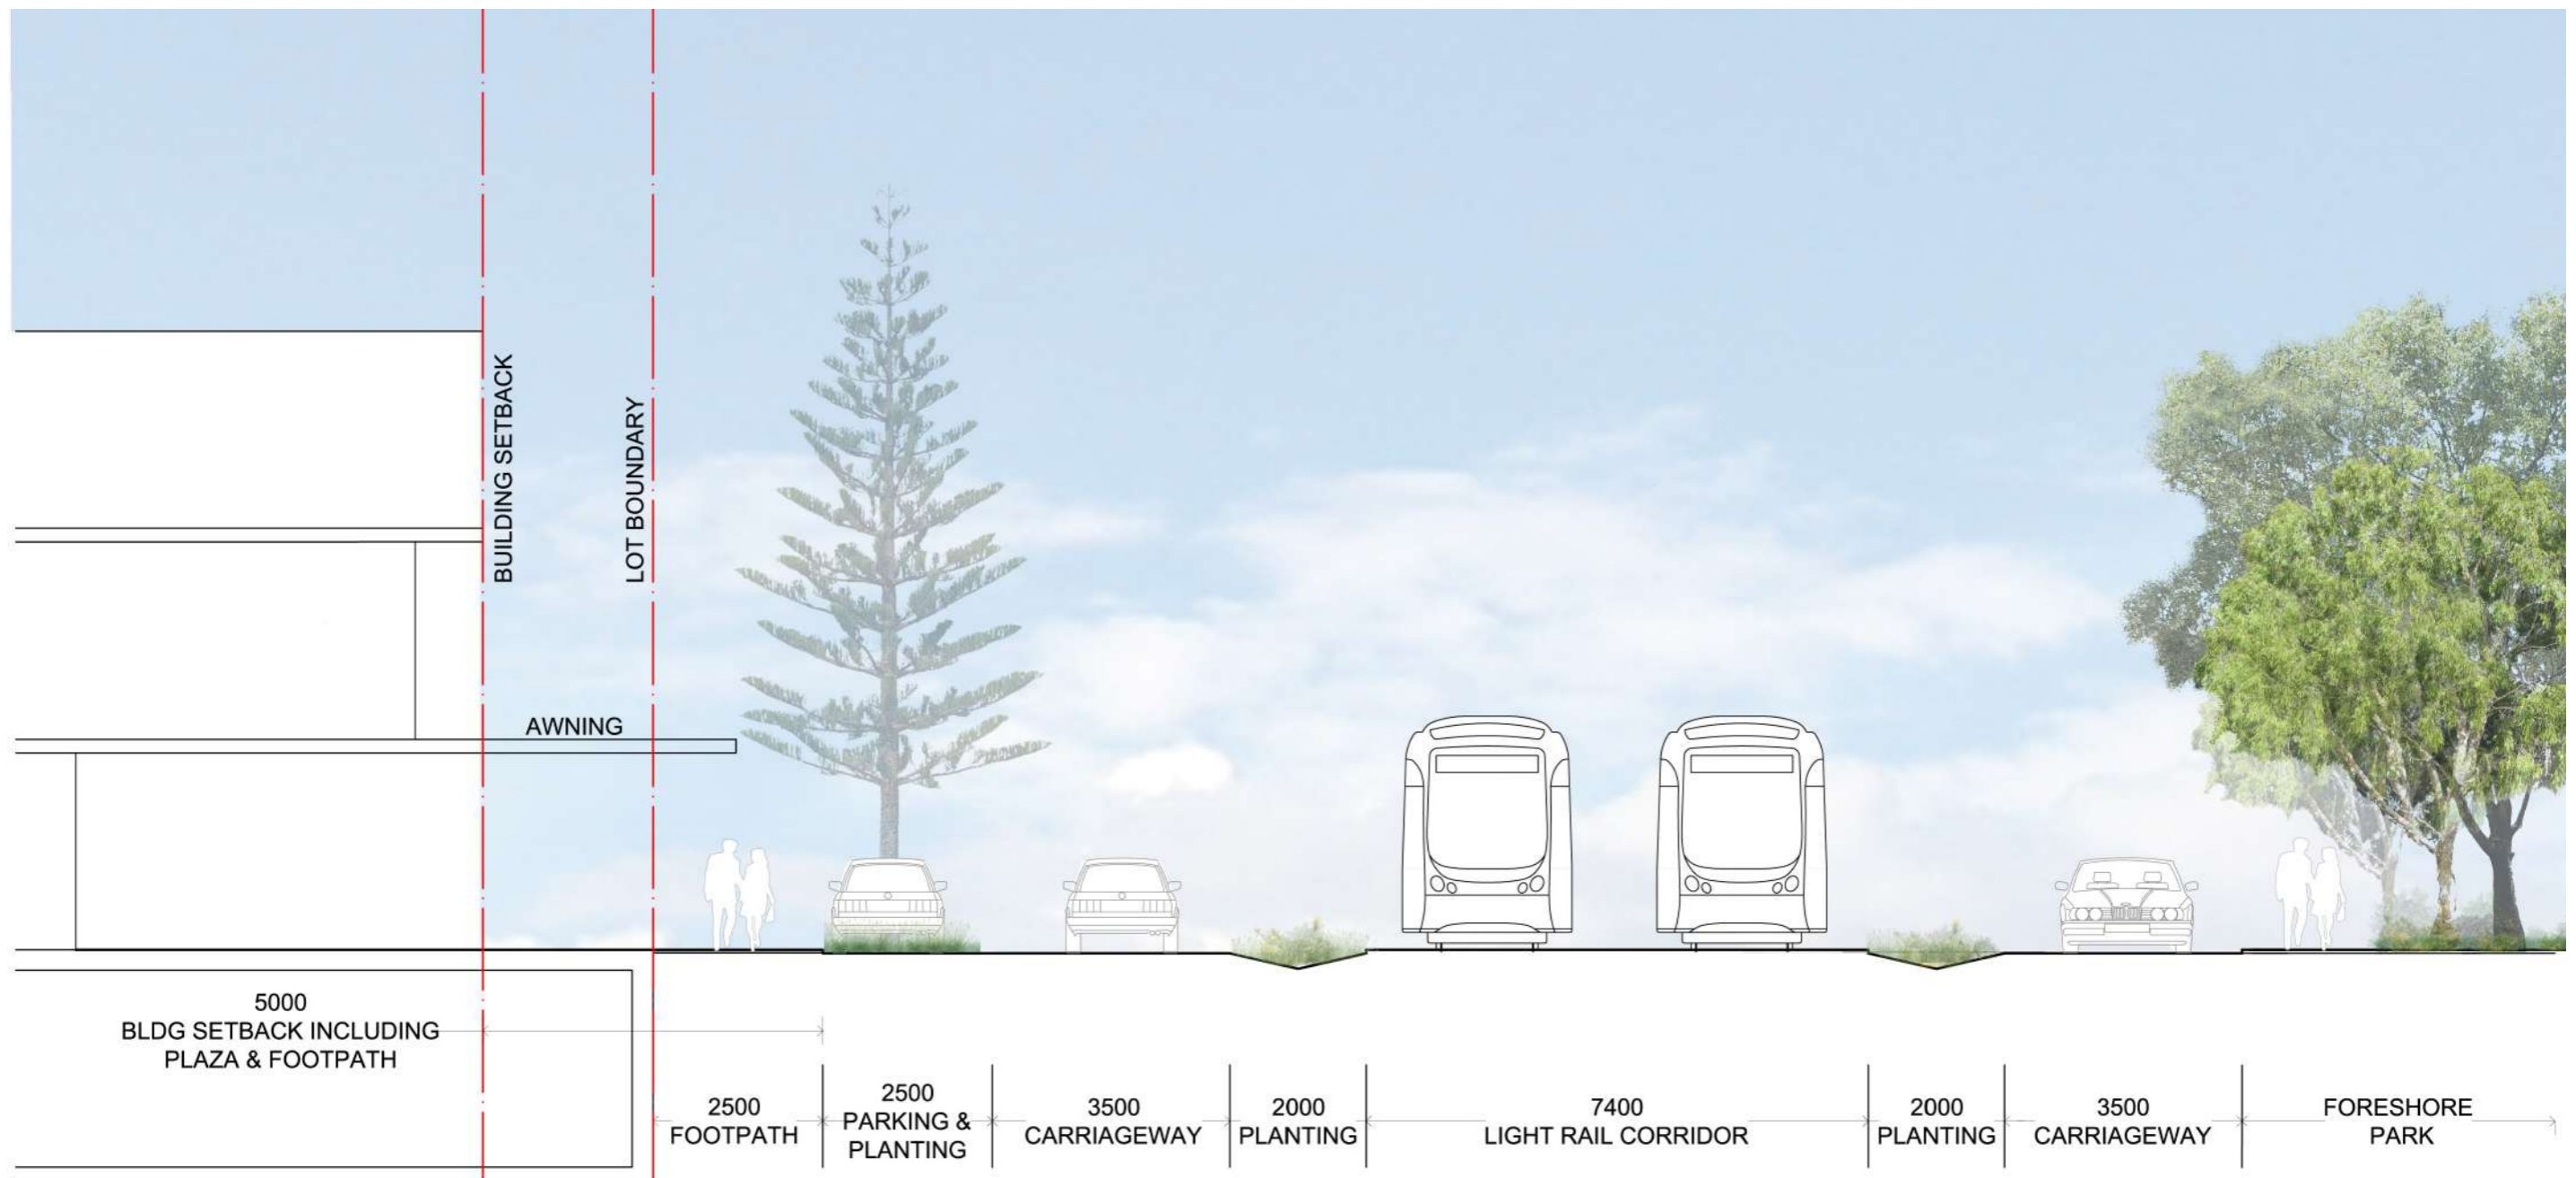 BUILDING SETBACK
LOT BOUNDARY
AWNING
5000
BLDG SETBACK INCLUDING
PLAZA & FOOTPATH
2500
FOOTPATH
2500
PARKING &
PLANTING
3500
CARRIAGEWAY
2000
PLANTING
7400
LIGHT RAIL CORRIDOR
2000
PLANTING
3500
CARRIAGEWAY
FORESHORE
PARK